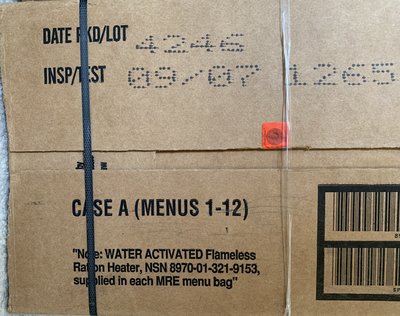 DATE PKD/LOT 4246
INSP/TEST 09/07 1265
CASE A (MENUS 1-12)
"Note: WATER ACTIVATED Flameless
Ration Heater, NSN 8970-01-321-9153,
supplied in each MRE menu bag"